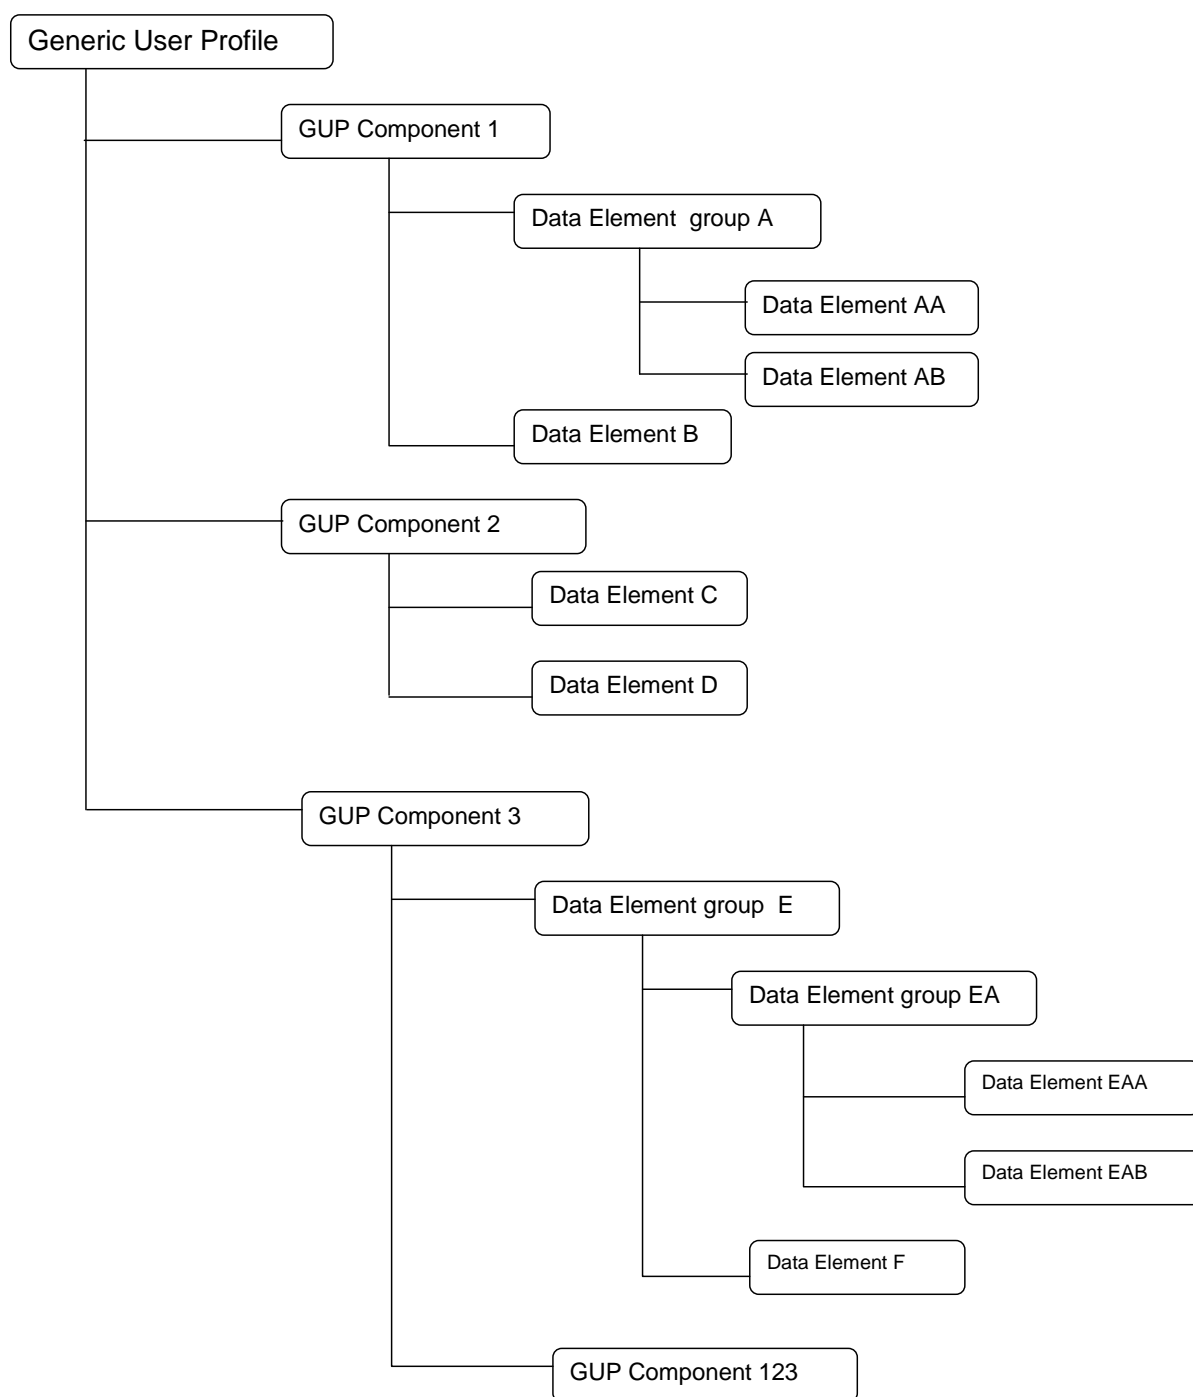 Generic User Profile
GUP Component 1
Data Element group A
Data Element AA
Data Element AB
Data Element B
GUP Component 2
Data Element C
Data Element D
GUP Component 3
Data Element group E
Data Element group EA
Data Element EAA
Data Element EAB
Data Element F
GUP Component 123